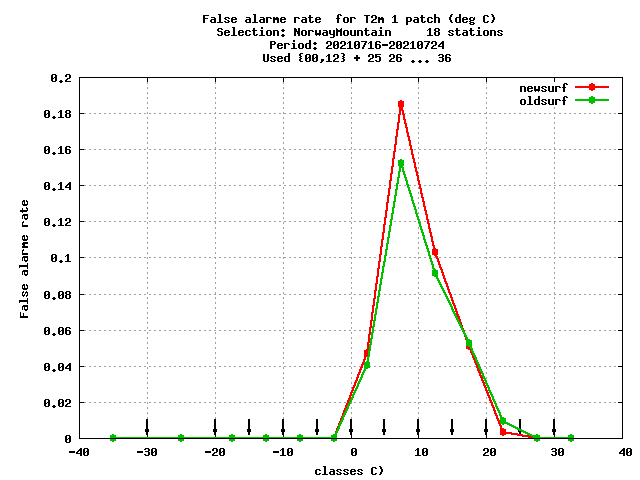 False alarme rate  for T2m 1 patch (deg C)
Selection: NorwayMountain     18 stations
Period: 20210716-20210724
Used {00,12} + 25 26 ... 36
newsurf
oldsurf
0.2
0.18
0.16
0.14
0.12
0.1
0.08
0.06
0.04
0.02
0
False alarme rate
-40 -30 -20 -10 0 10 20 30 40
classes C)